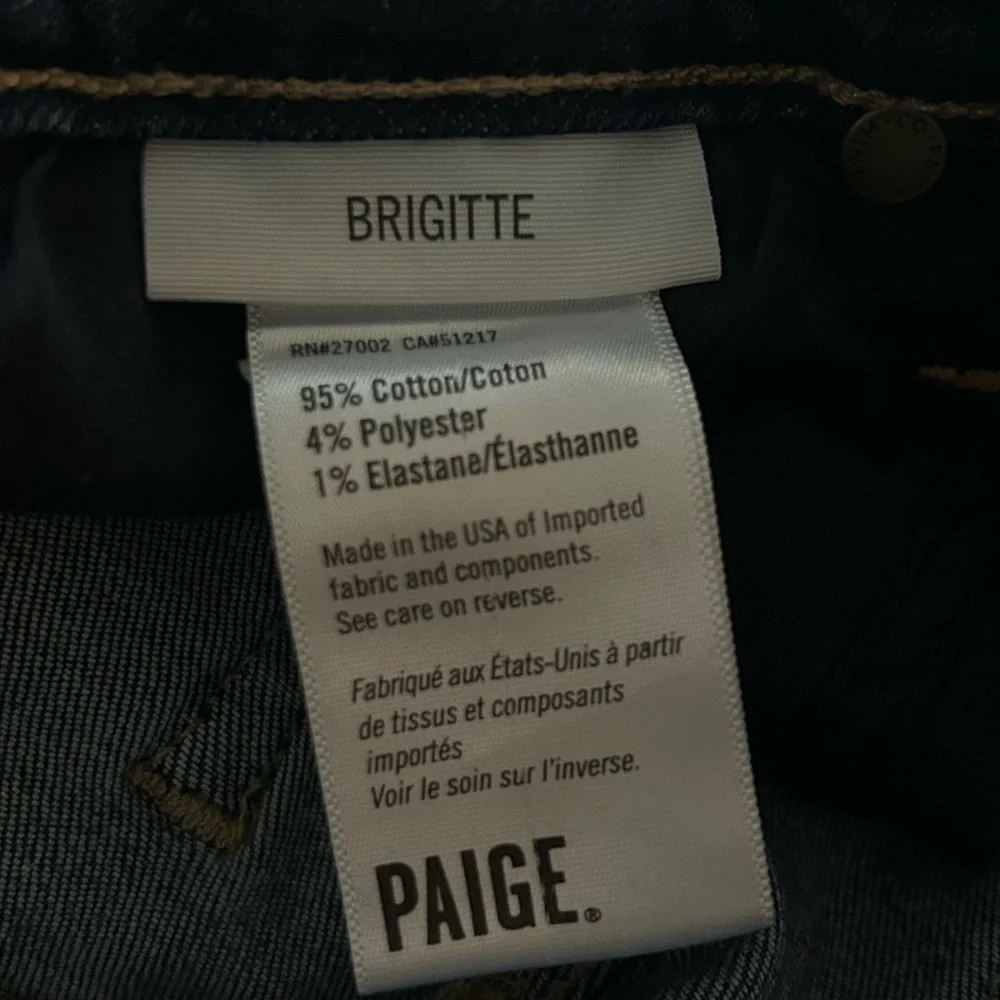 BRIGITTE
RN#27002 CA#51217
95% Cotton/Coton
4% Polyester
1% Elastane/Élasthanne
Made in the USA of Imported
fabric and components.
See care on reverse.
Fabriqué aux États-Unis à partir
de tissus et composants
importés
Voir le soin sur l'inverse.
PAIGE®